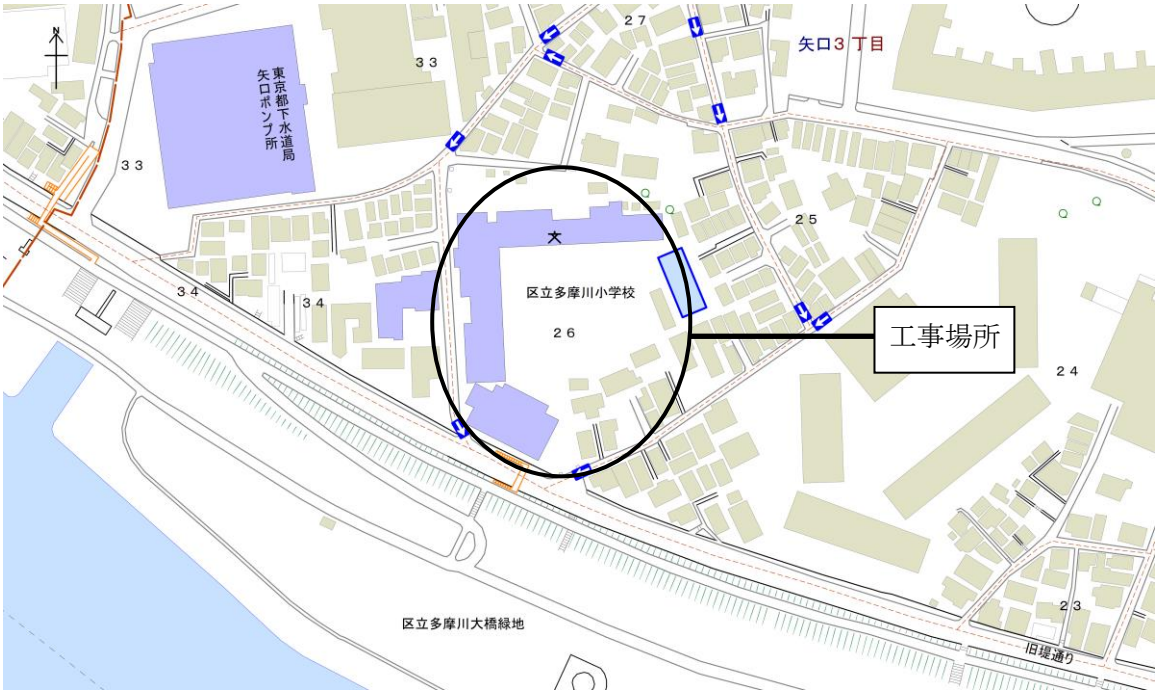 N
27
矢口3丁目
33
東京都下水道局
矢口ポンプ所
33
25
34
34
区立多摩川小学校
26
工事場所
24
23
旧堤通り
区立多摩川大橋緑地